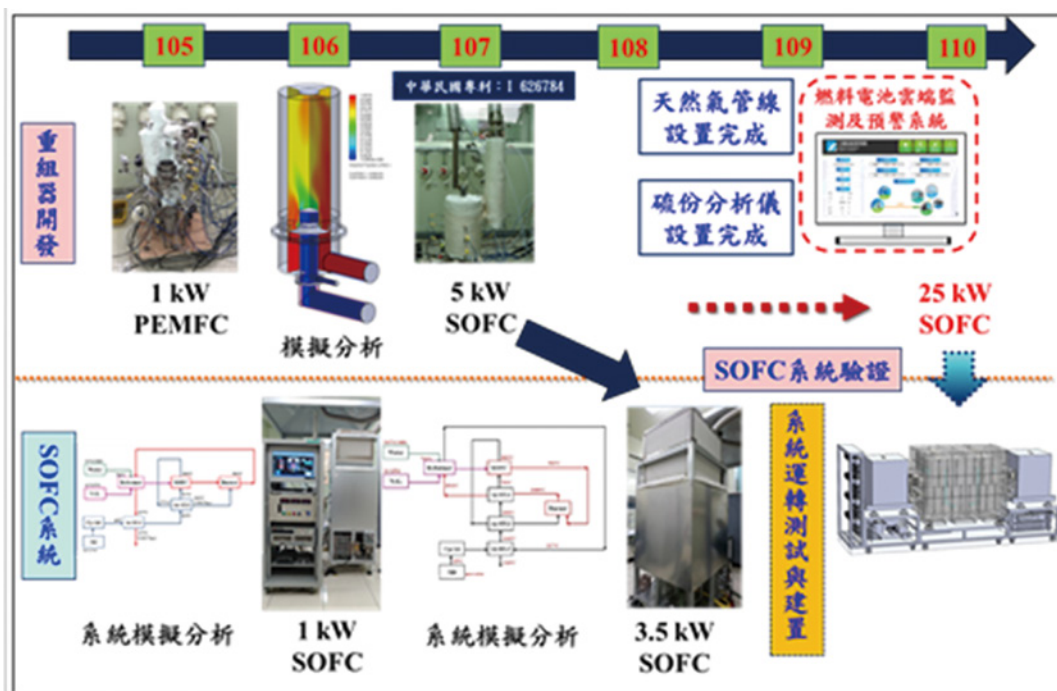 105
106
107
108
109
110
重組器開發
1 kW
PEMFC
模擬分析
中華民國專利：I 626784
5 kW
SOFC
天然氣管線
設置完成
硫份分析儀
設置完成
燃料電池雲端監
測及預警系統
25 kW
SOFC
SOFC系統驗證
SOFC系統
系統模擬分析
1 kW
SOFC
系統模擬分析
3.5 kW
SOFC
系統運轉測試與建置